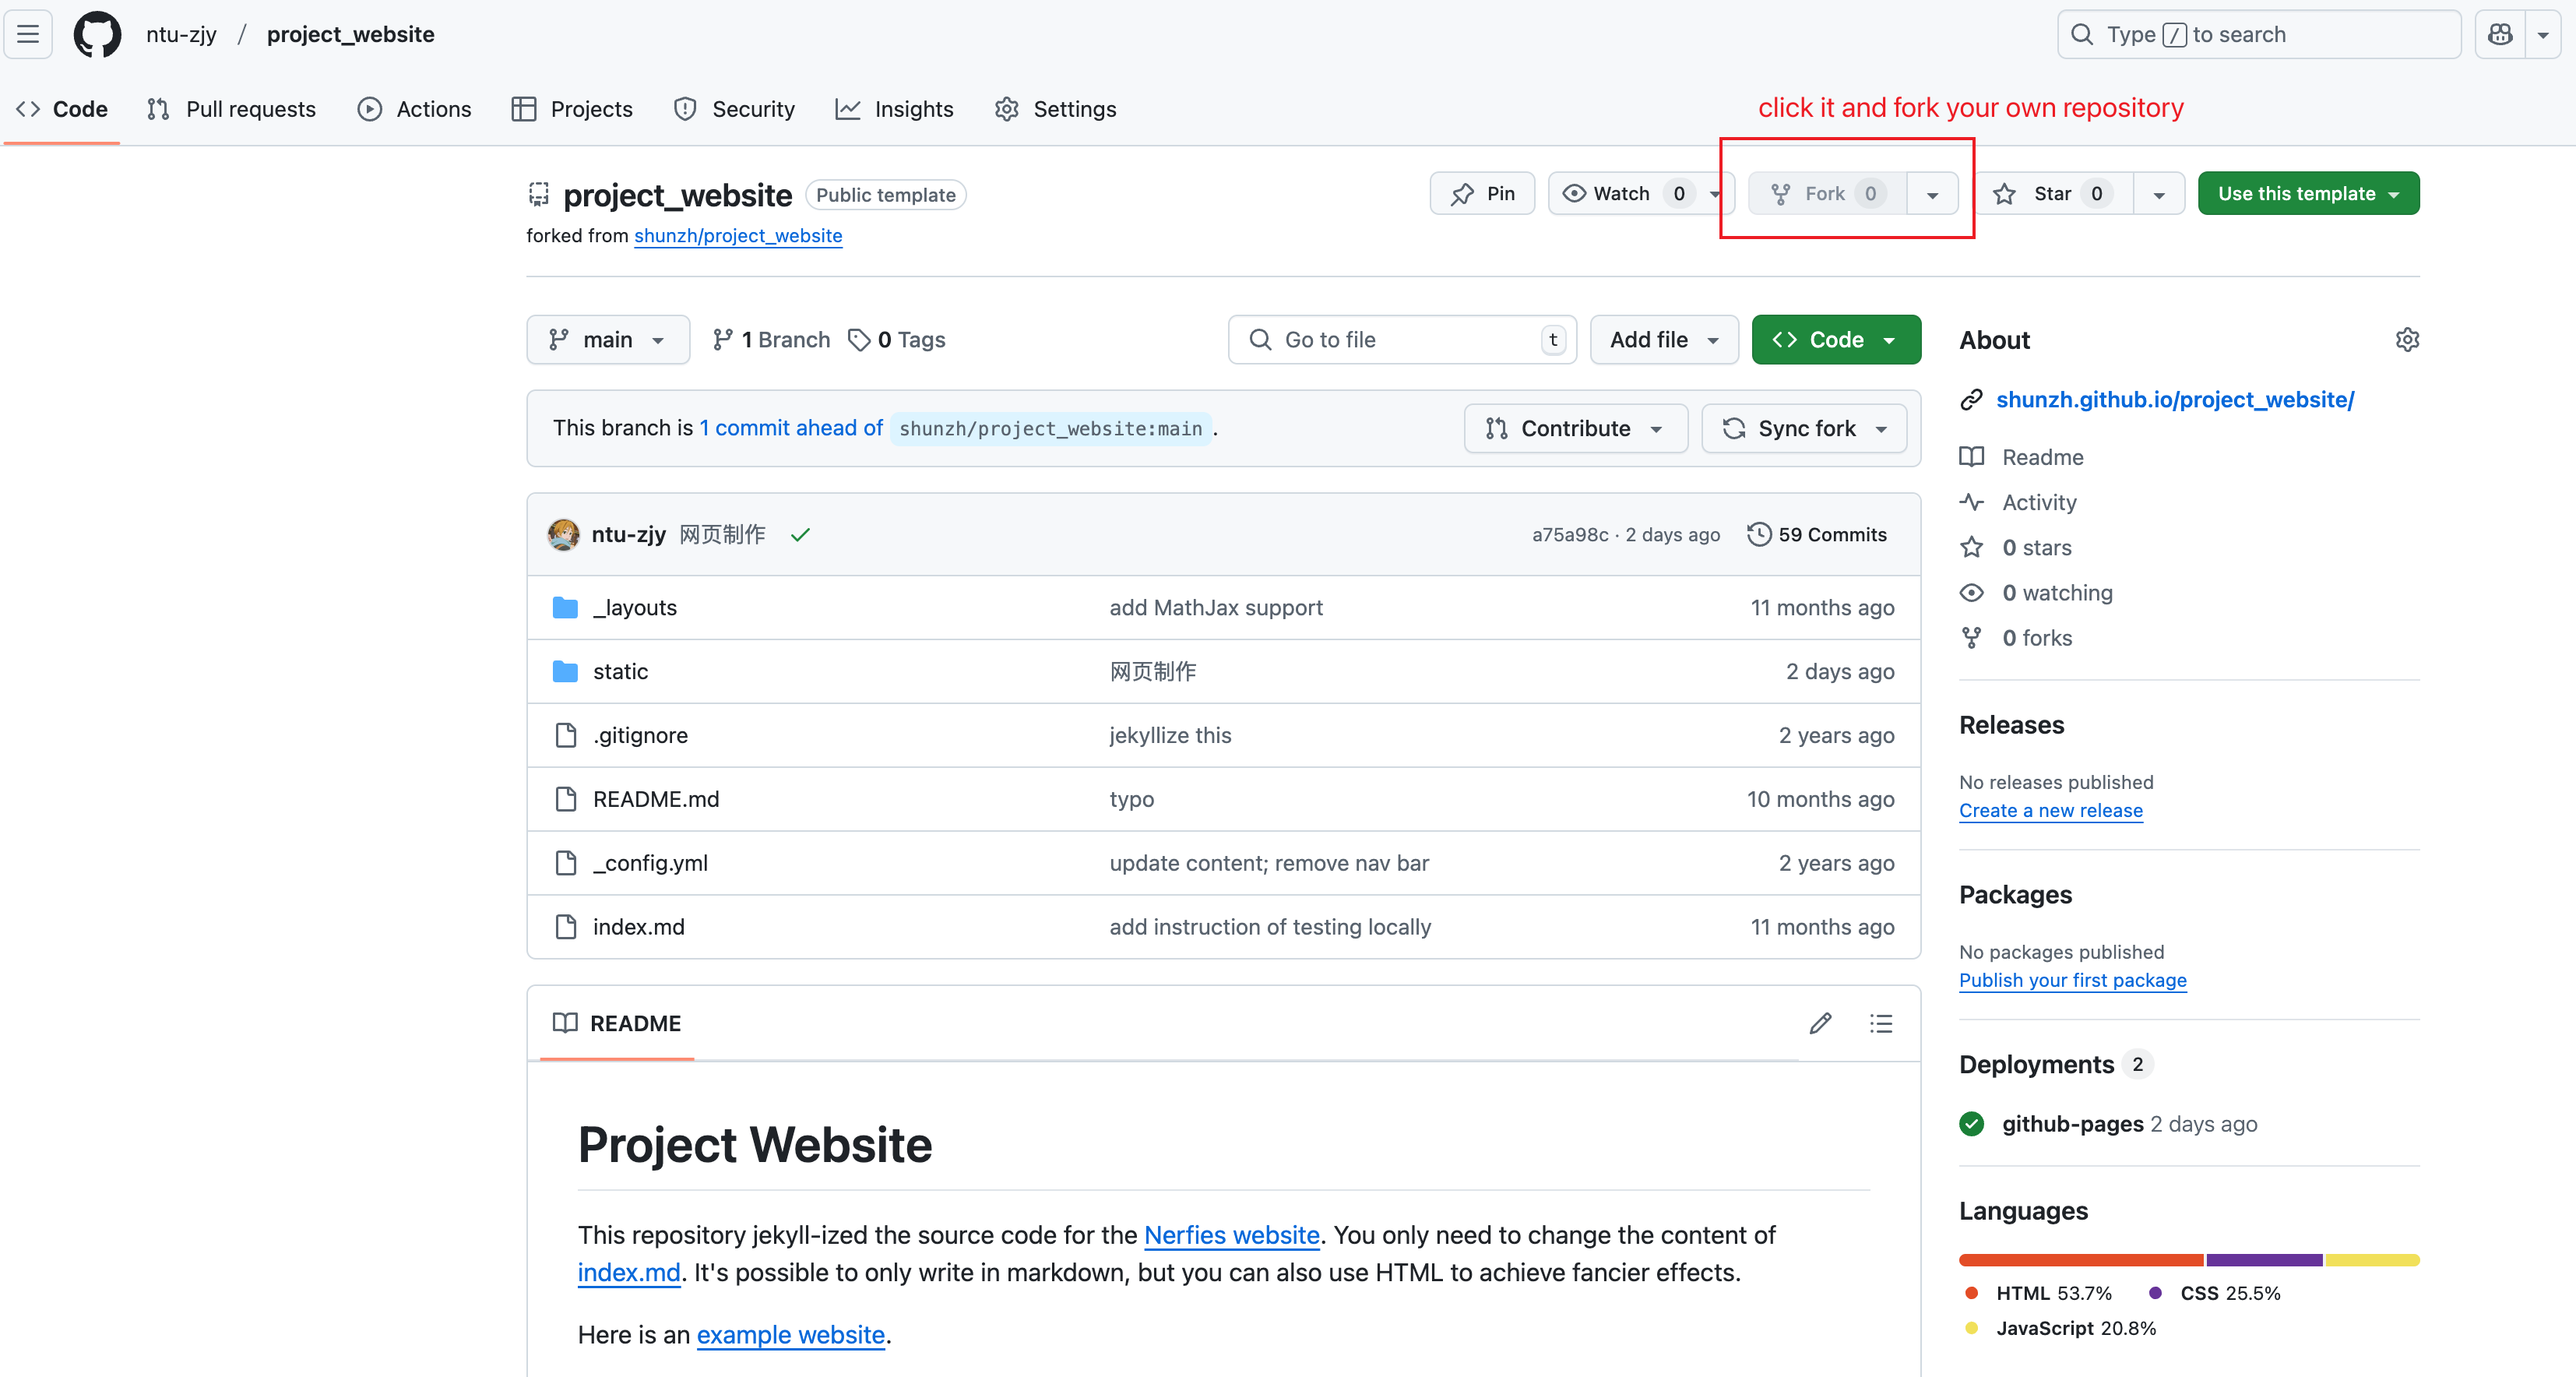 ntu-zjy / project_website
Type / to search
Code Pull requests Actions Projects Security Insights Settings
click it and fork your own repository
project_website Public template
Pin Watch 0 Fork 0 Star 0 Use this template
forked from shunzh/project_website
main 1 Branch 0 Tags Go to file t Add file Code
This branch is 1 commit ahead of shunzh/project_website:main .
Contribute Sync fork
ntu-zjy 网页制作 a75a98c · 2 days ago 59 Commits
_layouts add MathJax support 11 months ago
static 网页制作 2 days ago
.gitignore jekyllize this 2 years ago
README.md typo 10 months ago
_config.yml update content; remove nav bar 2 years ago
index.md add instruction of testing locally 11 months ago
README
Project Website
This repository jekyll-ized the source code for the Nerfies website. You only need to change the content of
index.md. It's possible to only write in markdown, but you can also use HTML to achieve fancier effects.
Here is an example website.
About
shunzh.github.io/project_website/
Readme
Activity
0 stars
0 watching
0 forks
Releases
No releases published
Create a new release
Packages
No packages published
Publish your first package
Deployments 2
github-pages 2 days ago
Languages
HTML 53.7% CSS 25.5%
JavaScript 20.8%